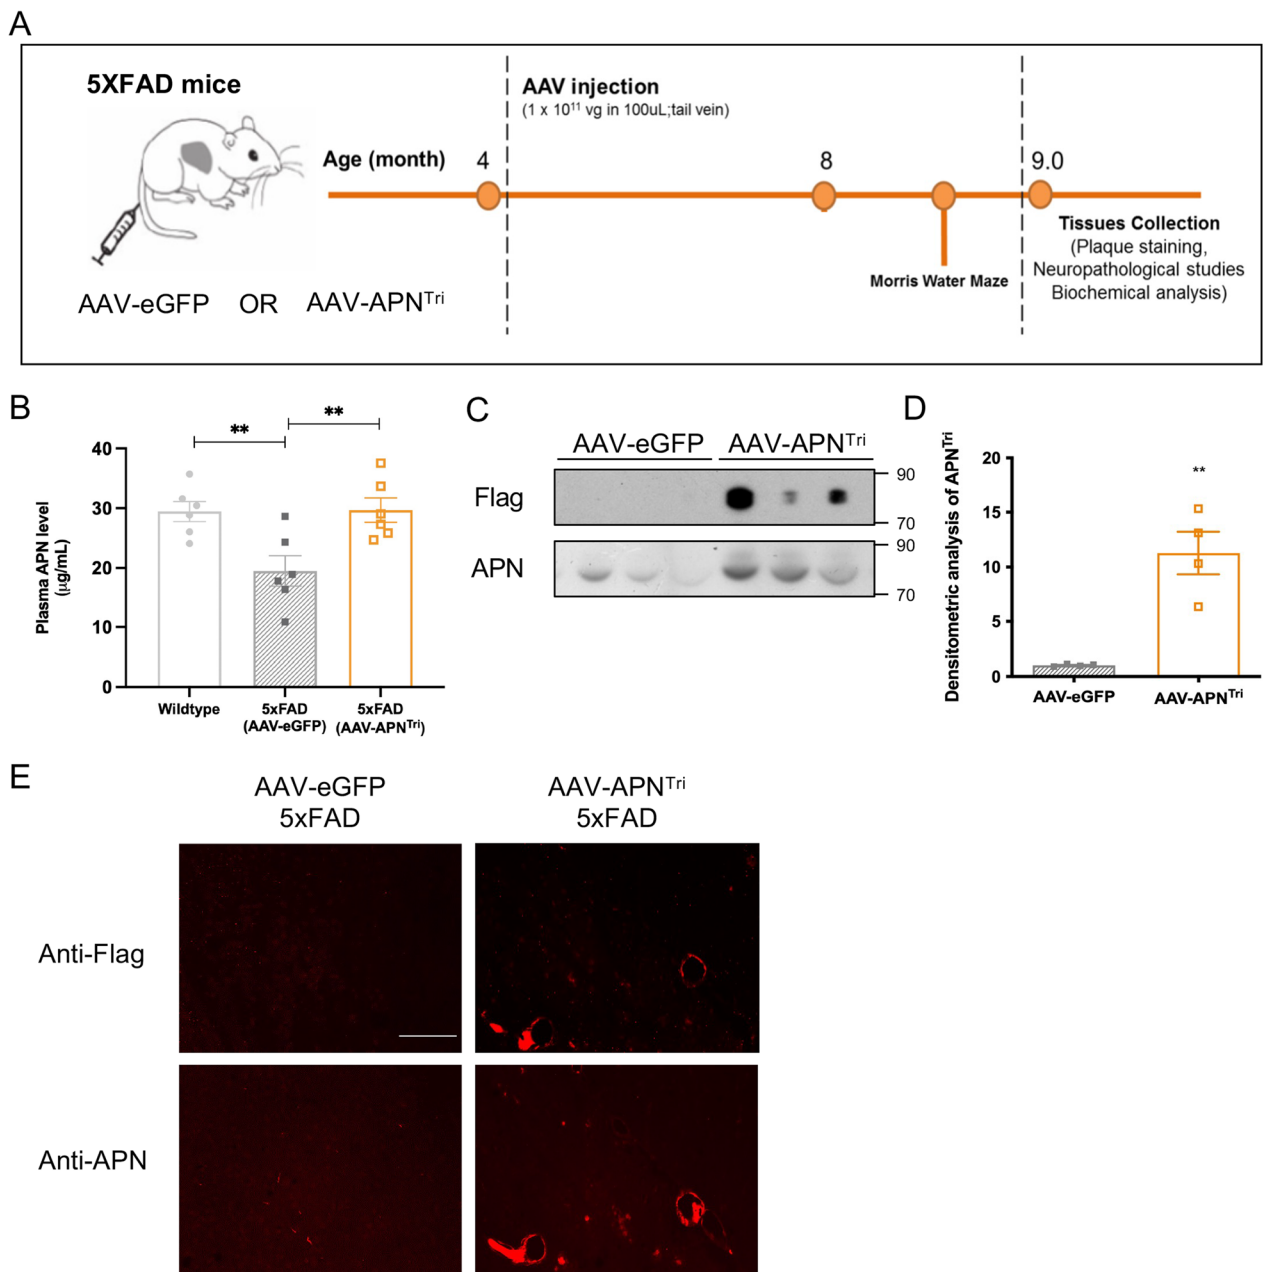 A
5XFAD mice
AAV injection
(1 x 10¹¹ vg in 100uL;tail vein)
Age (month)
4
8
9.0
Tissues Collection
(Plaque staining,
Neuropathological studies
Biochemical analysis)
Morris Water Maze
AAV-eGFP OR AAV-APNᵀʳⁱ
B
**
**
40
30
20
10
0
Plasma APN level
(µg/mL)
Wildtype
5xFAD
(AAV-eGFP)
5xFAD
(AAV-APNᵀʳⁱ)
C
AAV-eGFP
AAV-APNᵀʳⁱ
Flag
90
70
APN
90
70
D
Densitometric analysis of APNᵀʳⁱ
20
15
10
5
0
**
AAV-eGFP
AAV-APNᵀʳⁱ
E
AAV-eGFP
5xFAD
AAV-APNᵀʳⁱ
5xFAD
Anti-Flag
Anti-APN